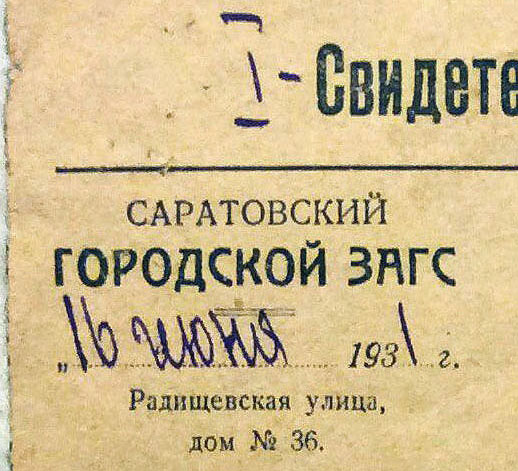 I - Свидете
САРАТОВСКИЙ
ГОРОДСКОЙ ЗАГС
„16 июня 1931 г.
Радищевская улица,
дом № 36.